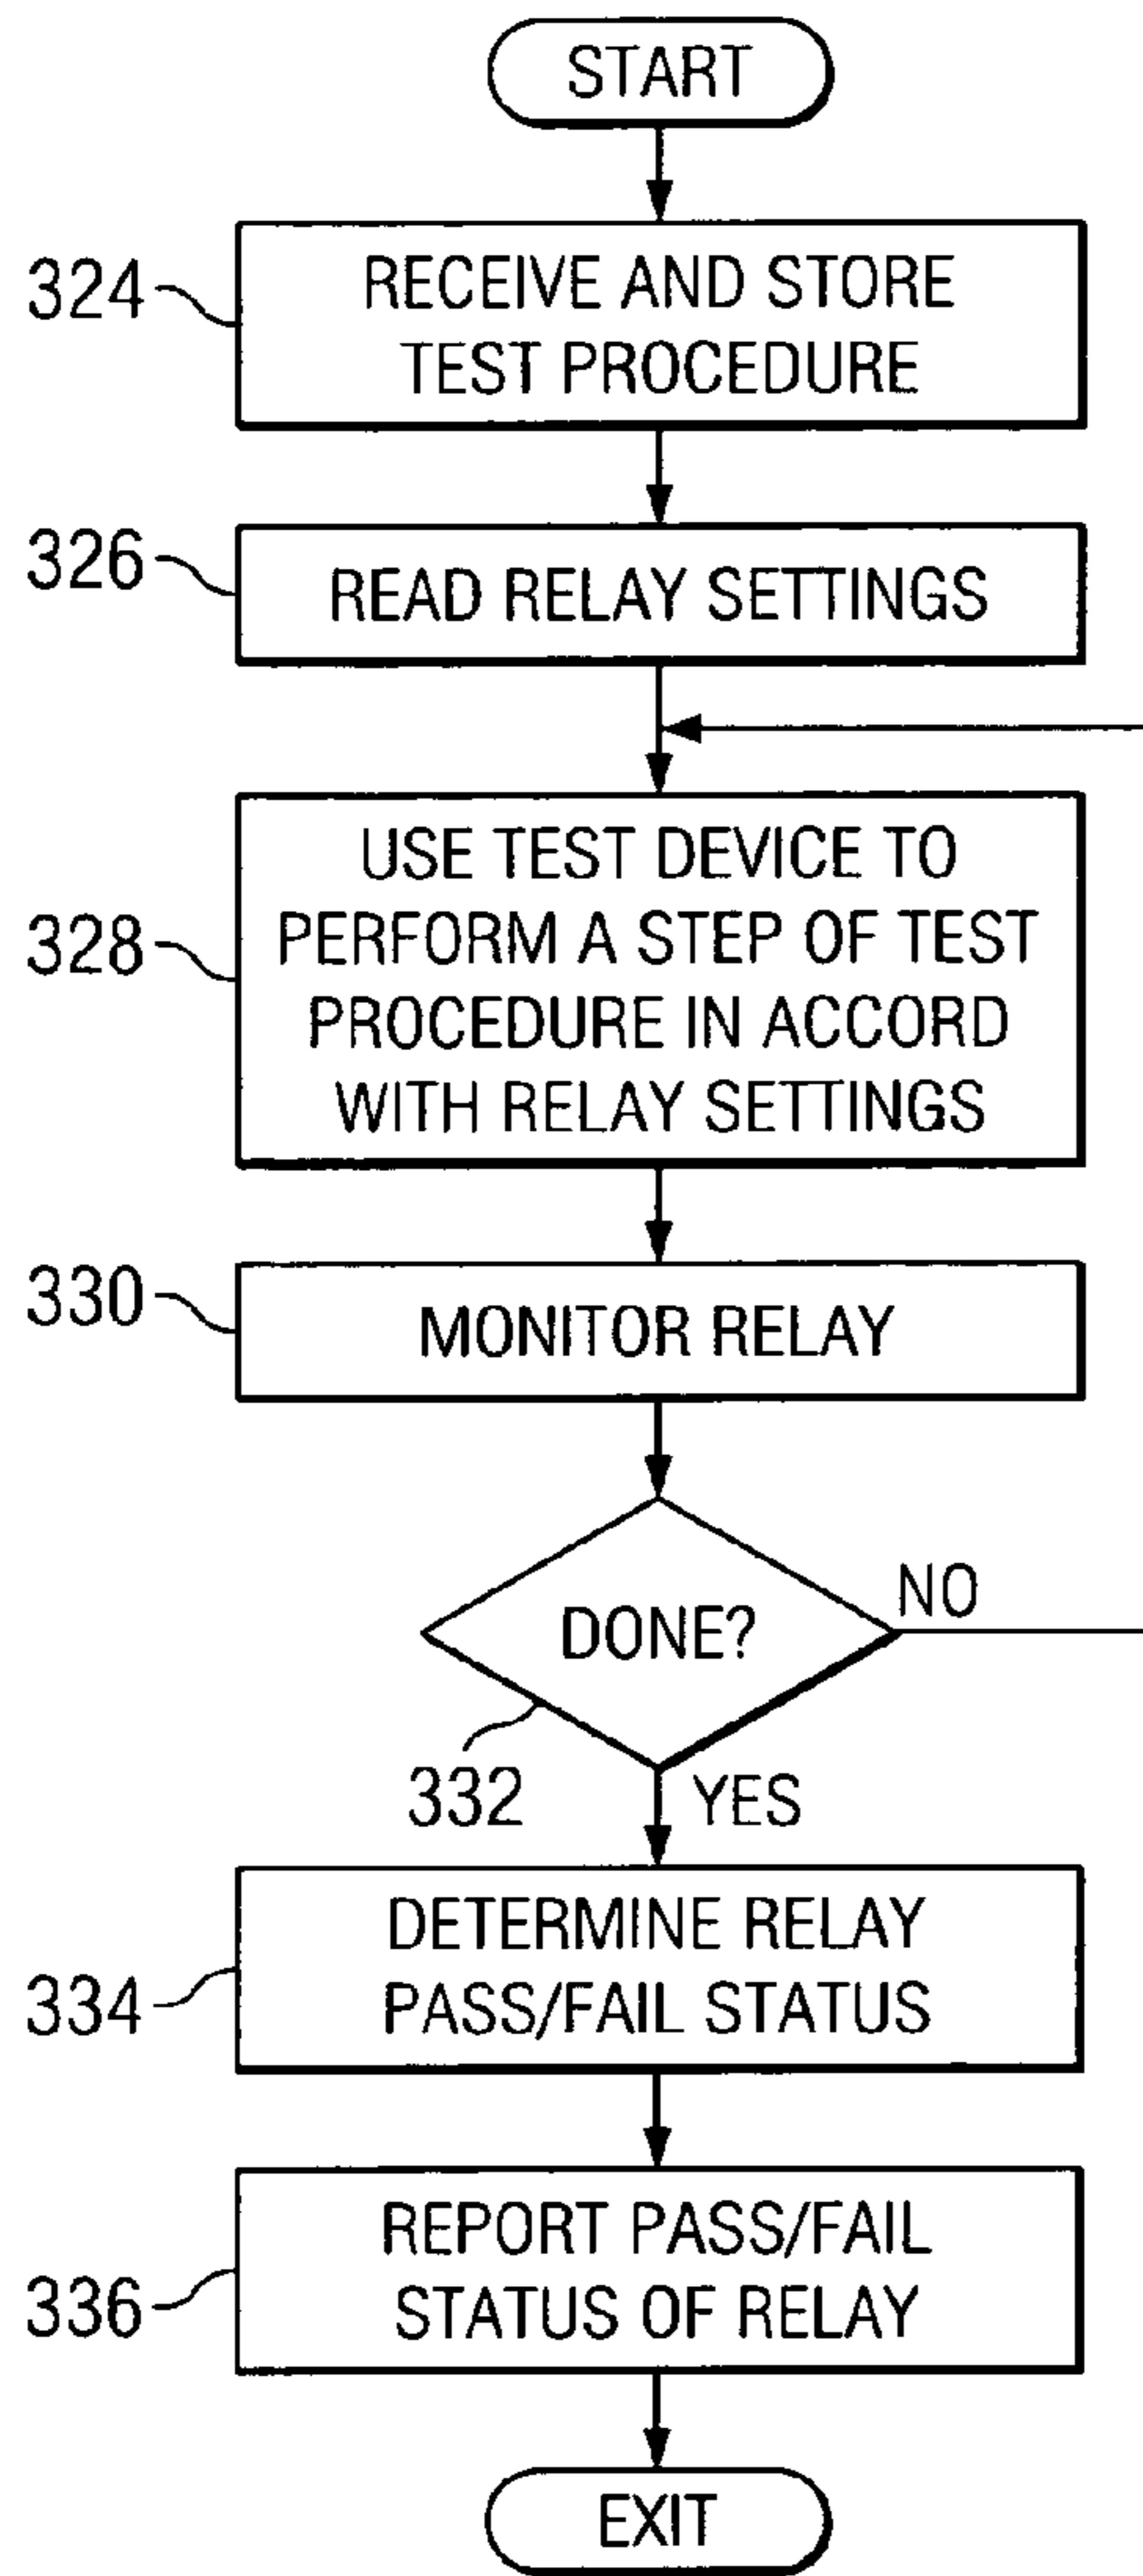 START
324
RECEIVE AND STORE
TEST PROCEDURE
326
READ RELAY SETTINGS
328
USE TEST DEVICE TO
PERFORM A STEP OF TEST
PROCEDURE IN ACCORD
WITH RELAY SETTINGS
330
MONITOR RELAY
DONE?
NO
332
YES
334
DETERMINE RELAY
PASS/FAIL STATUS
336
REPORT PASS/FAIL
STATUS OF RELAY
EXIT